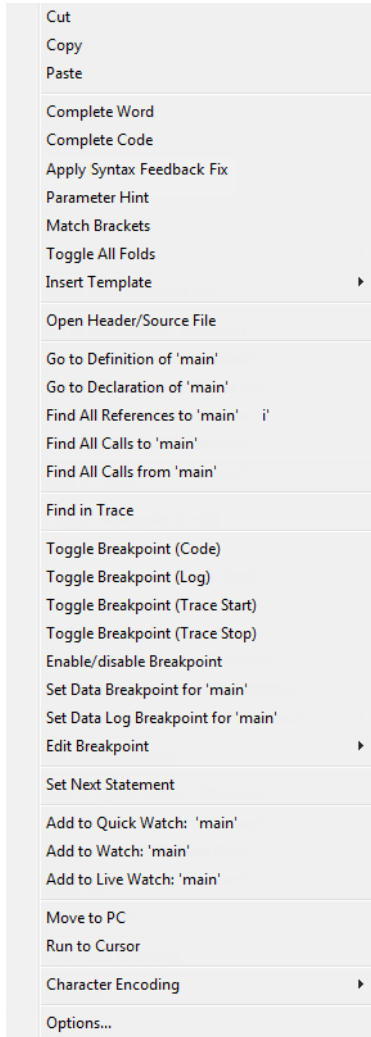 Cut
Copy
Paste
Complete Word
Complete Code
Apply Syntax Feedback Fix
Parameter Hint
Match Brackets
Toggle All Folds
Insert Template
Open Header/Source File
Go to Definition of 'main'
Go to Declaration of 'main'
Find All References to 'main' i'
Find All Calls to 'main'
Find All Calls from 'main'
Find in Trace
Toggle Breakpoint (Code)
Toggle Breakpoint (Log)
Toggle Breakpoint (Trace Start)
Toggle Breakpoint (Trace Stop)
Enable/disable Breakpoint
Set Data Breakpoint for 'main'
Set Data Log Breakpoint for 'main'
Edit Breakpoint
Set Next Statement
Add to Quick Watch: 'main'
Add to Watch: 'main'
Add to Live Watch: 'main'
Move to PC
Run to Cursor
Character Encoding
Options...